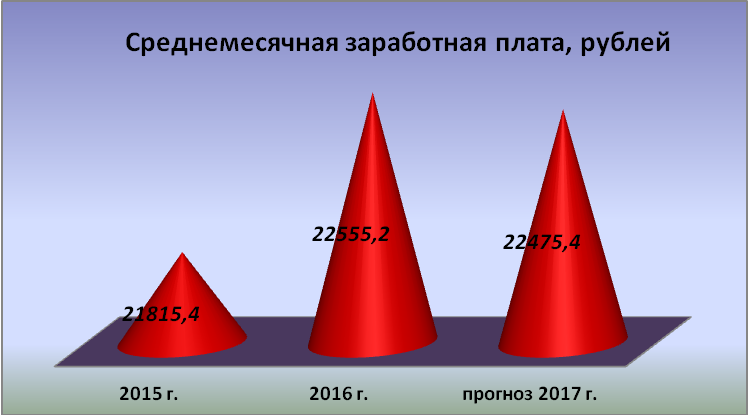 Среднемесячная заработная плата, рублей
22555,2
22475,4
21815,4
2015 г.
2016 г.
прогноз 2017 г.